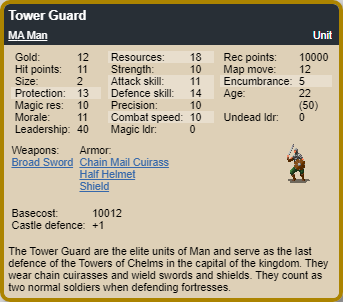 Tower Guard
MA Man Unit
Gold: 12 Resources: 18 Rec points: 10000
Hit points: 11 Strength: 10 Map move: 12
Size: 2 Attack skill: 11 Encumbrance: 5
Protection: 13 Defence skill: 14 Age: 22
Magic res: 10 Precision: 10 (50)
Morale: 11 Combat speed: 10 Undead ldr: 0
Leadership: 40 Magic ldr: 0
Weapons: Armor:
Broad Sword Chain Mail Cuirass
Half Helmet
Shield
Basecost: 10012
Castle defence: +1
The Tower Guard are the elite units of Man and serve as the last
defence of the Towers of Chelms in the capital of the kingdom. They
wear chain cuirasses and wield swords and shields. They count as
two normal soldiers when defending fortresses.